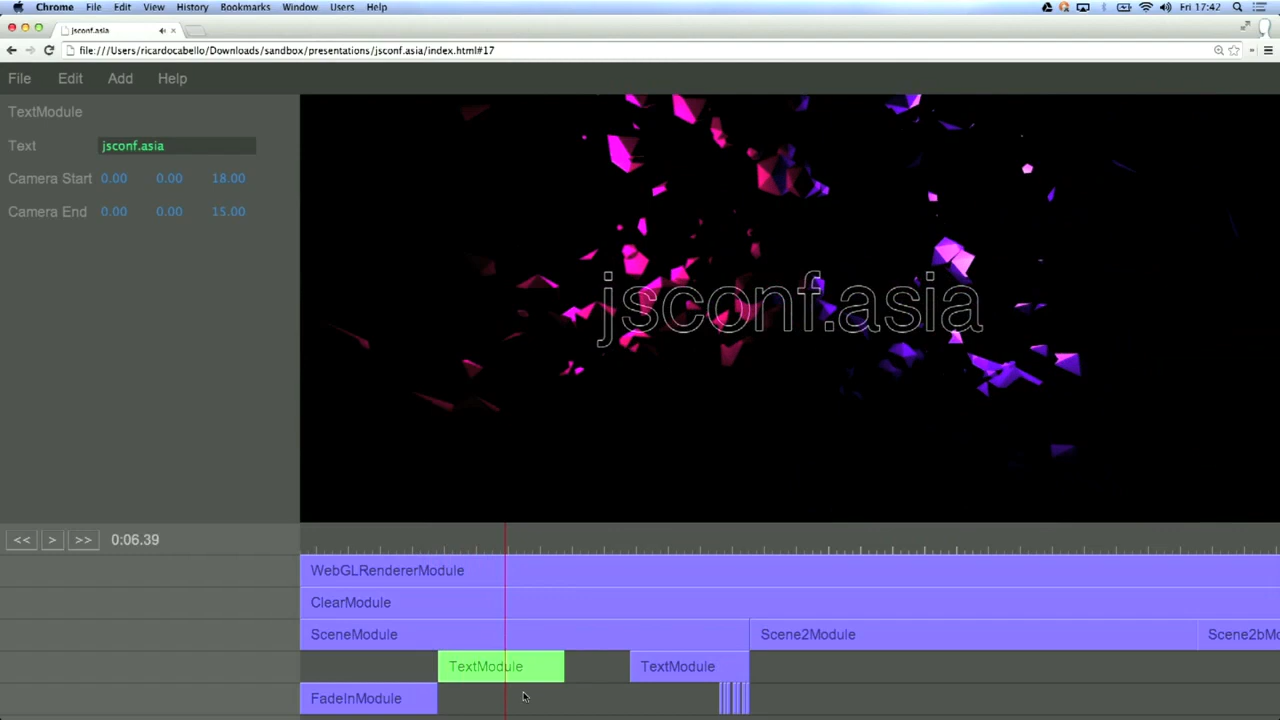 Chrome File Edit View History Bookmarks Window Users Help Fri 17:42
jsconf.asia
file:///Users/ricardocabello/Downloads/sandbox/presentations/jsconf.asia/index.html#17
File Edit Add Help
TextModule
Text jsconf.asia
Camera Start 0.00 0.00 18.00
Camera End 0.00 0.00 15.00
jsconf.asia
<< > >> 0:06.39
WebGLRendererModule
ClearModule
SceneModule Scene2Module Scene2bMo
TextModule TextModule
FadeInModule